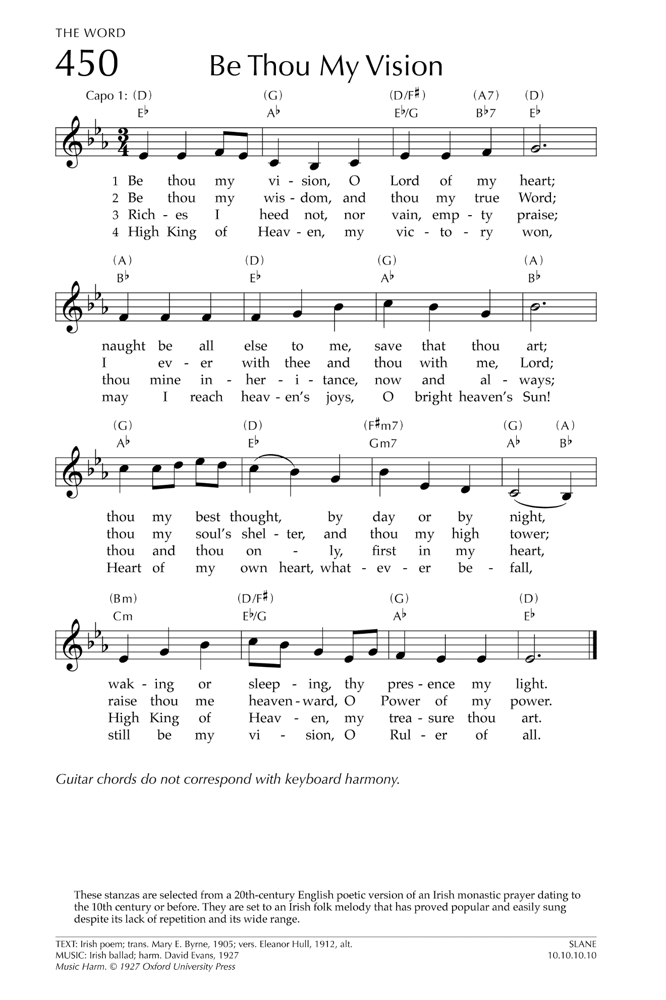 THE WORD
450 Be Thou My Vision
Capo 1: (D) (G) (D/F♯) (A7) (D)
E♭ A♭ E♭/G B♭7 E♭
3
4
1 Be thou my vi - sion, O Lord of my heart;
2 Be thou my wis - dom, and thou my true Word;
3 Rich - es I heed not, nor vain, emp - ty praise;
4 High King of Heav - en, my vic - to - ry won,
(A) (D) (G) (A)
B♭ E♭ A♭ B♭
naught be all else to me, save that thou art;
I ev - er with thee and thou with me, Lord;
thou mine in - her - i - tance, now and al - ways;
may I reach heav - en's joys, O bright heaven's Sun!
(G) (D) (F♯m7) (G) (A)
A♭ E♭ Gm7 A♭ B♭
thou my best thought, by day or by night,
thou my soul's shel - ter, and thou my high tower;
thou and thou on - ly, first in my heart,
Heart of my own heart, what - ev - er be - fall,
(Bm) (D/F♯) (G) (D)
Cm E♭/G A♭ E♭
wak - ing or sleep - ing, thy pres - ence my light.
raise thou me heaven - ward, O Power of my power.
High King of Heav - en, my trea - sure thou art.
still be my vi - sion, O Rul - er of all.
Guitar chords do not correspond with keyboard harmony.
These stanzas are selected from a 20th-century English poetic version of an Irish monastic prayer dating to
the 10th century or before. They are set to an Irish folk melody that has proved popular and easily sung
despite its lack of repetition and its wide range.
TEXT: Irish poem; trans. Mary E. Byrne, 1905; vers. Eleanor Hull, 1912, alt. SLANE
MUSIC: Irish ballad; harm. David Evans, 1927 10.10.10.10
Music Harm. © 1927 Oxford University Press